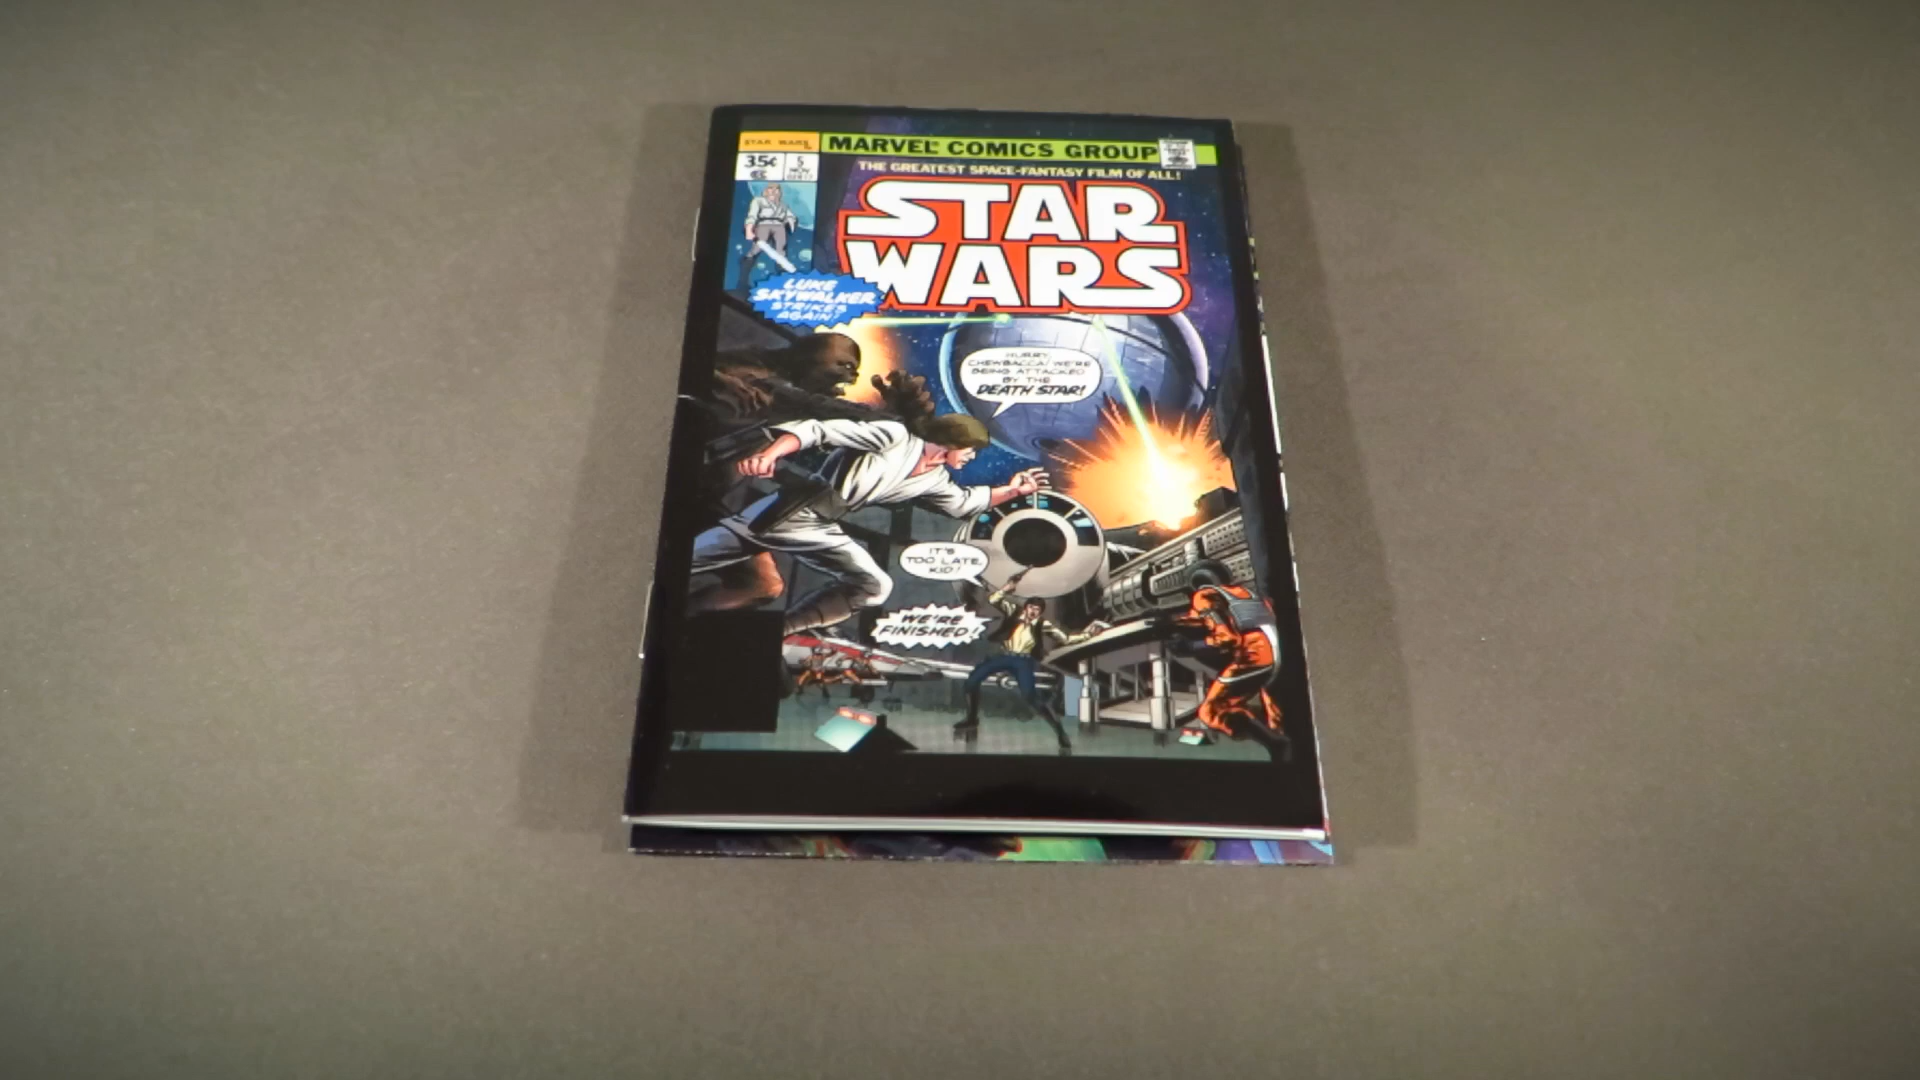 STAR WARS
MARVEL COMICS GROUP
35¢
5
NOV
THE GREATEST SPACE-FANTASY FILM OF ALL!
STAR
WARS
LUKE
SKYWALKER
STRIKES
AGAIN!
HURRY,
CHEWBACCA! WE'RE
BEING ATTACKED
BY THE
DEATH STAR!
IT'S
TOO LATE,
KID!
WE'RE
FINISHED!